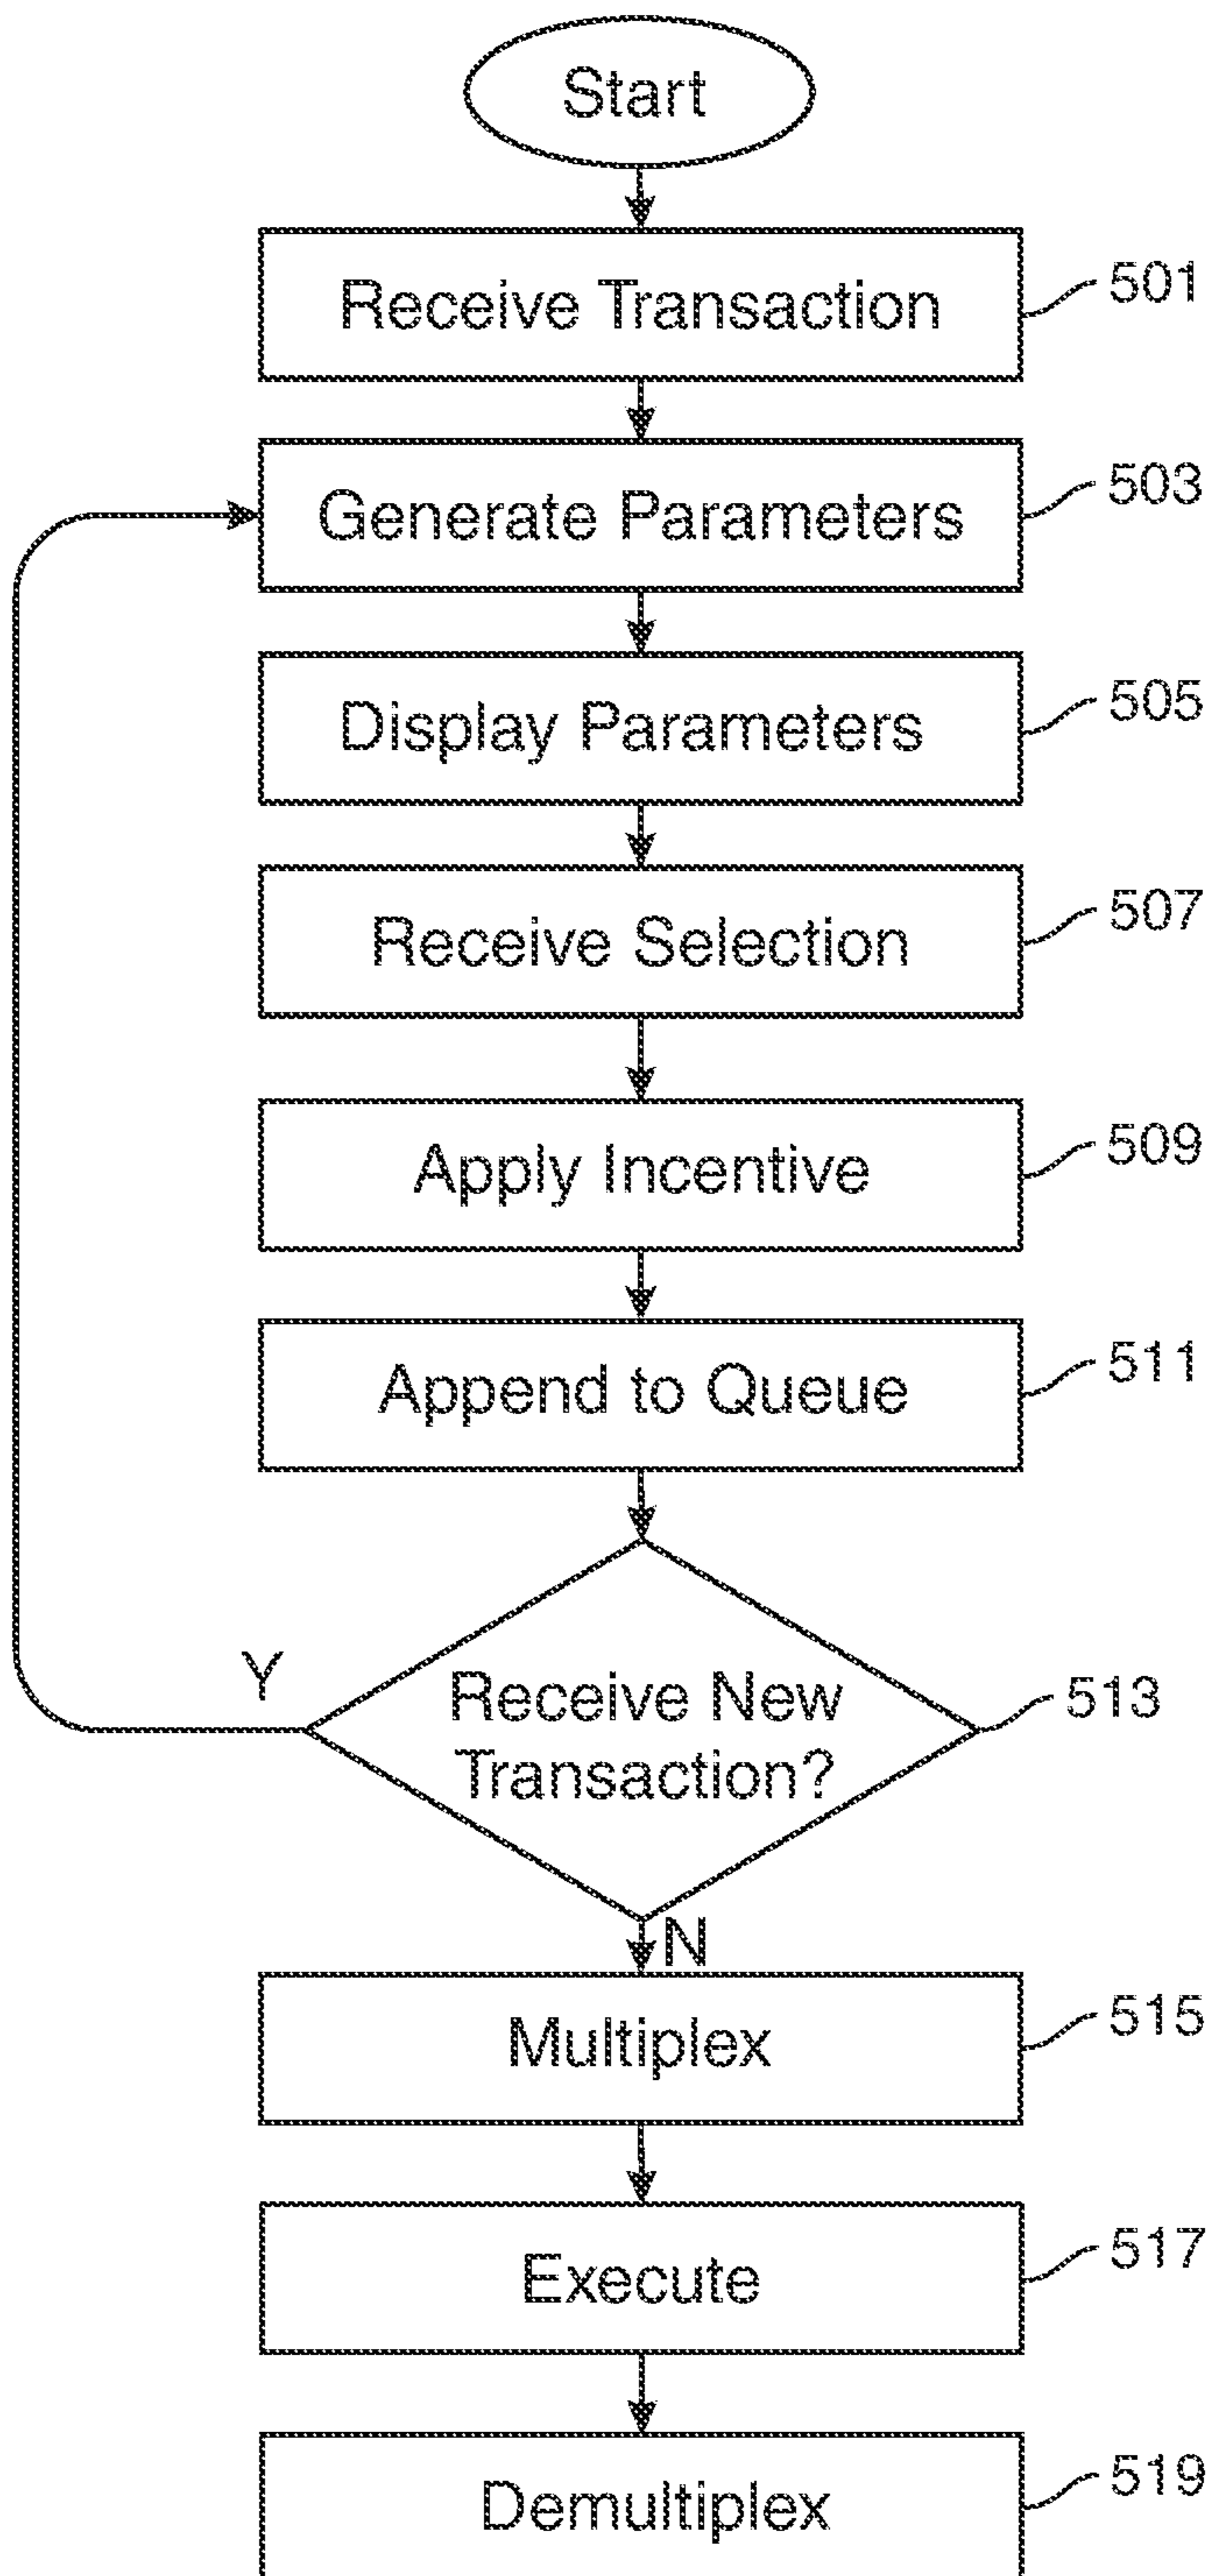 Start
Receive Transaction
501
Generate Parameters
503
Display Parameters
505
Receive Selection
507
Apply Incentive
509
Append to Queue
511
Y
Receive New
Transaction?
513
N
Multiplex
515
Execute
517
Demultiplex
519